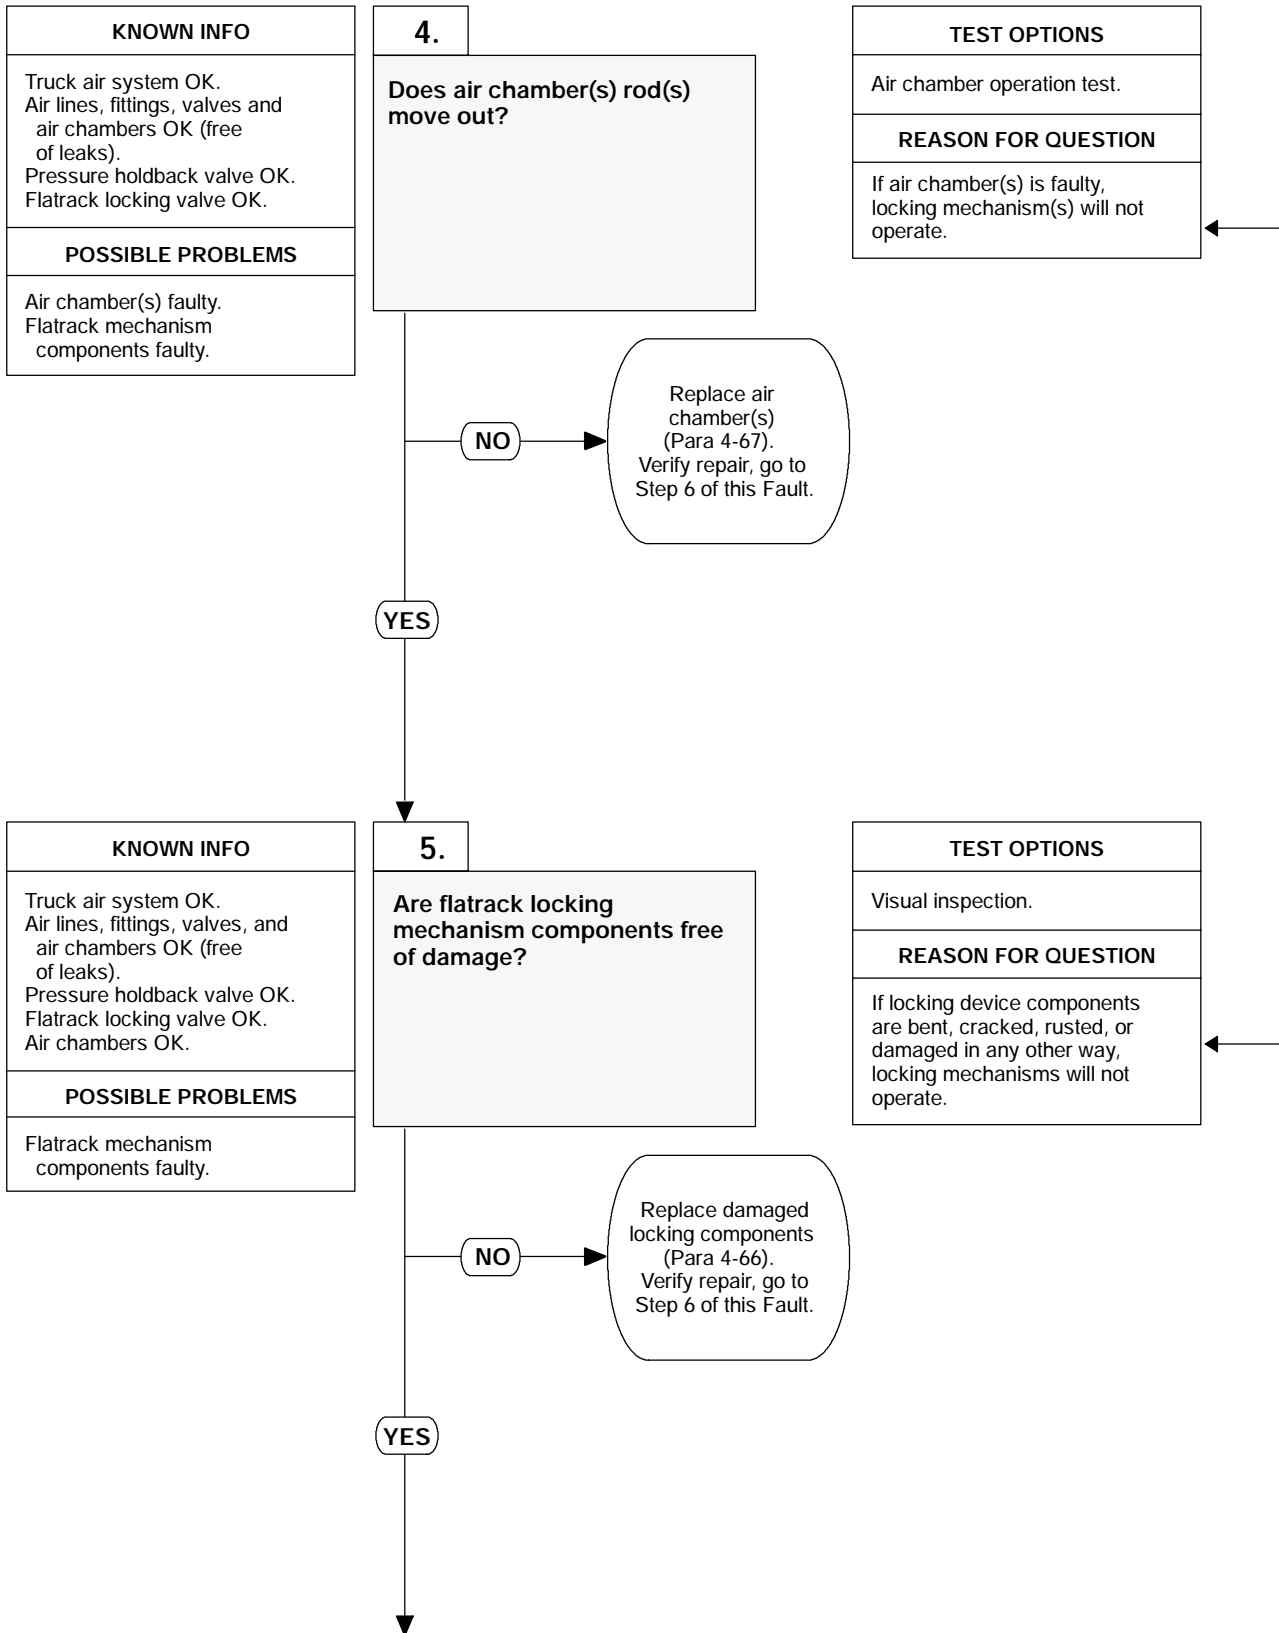 KNOWN INFO
Truck air system OK.
Air lines, fittings, valves and
air chambers OK (free
of leaks).
Pressure holdback valve OK.
Flatrack locking valve OK.
POSSIBLE PROBLEMS
Air chamber(s) faulty.
Flatrack mechanism
components faulty.
4.
Does air chamber(s) rod(s)
move out?
TEST OPTIONS
Air chamber operation test.
REASON FOR QUESTION
If air chamber(s) is faulty,
locking mechanism(s) will not
operate.
NO
Replace air
chamber(s)
(Para 4-67).
Verify repair, go to
Step 6 of this Fault.
YES
KNOWN INFO
Truck air system OK.
Air lines, fittings, valves, and
air chambers OK (free
of leaks).
Pressure holdback valve OK.
Flatrack locking valve OK.
Air chambers OK.
POSSIBLE PROBLEMS
Flatrack mechanism
components faulty.
5.
Are flatrack locking
mechanism components free
of damage?
TEST OPTIONS
Visual inspection.
REASON FOR QUESTION
If locking device components
are bent, cracked, rusted, or
damaged in any other way,
locking mechanisms will not
operate.
NO
Replace damaged
locking components
(Para 4-66).
Verify repair, go to
Step 6 of this Fault.
YES